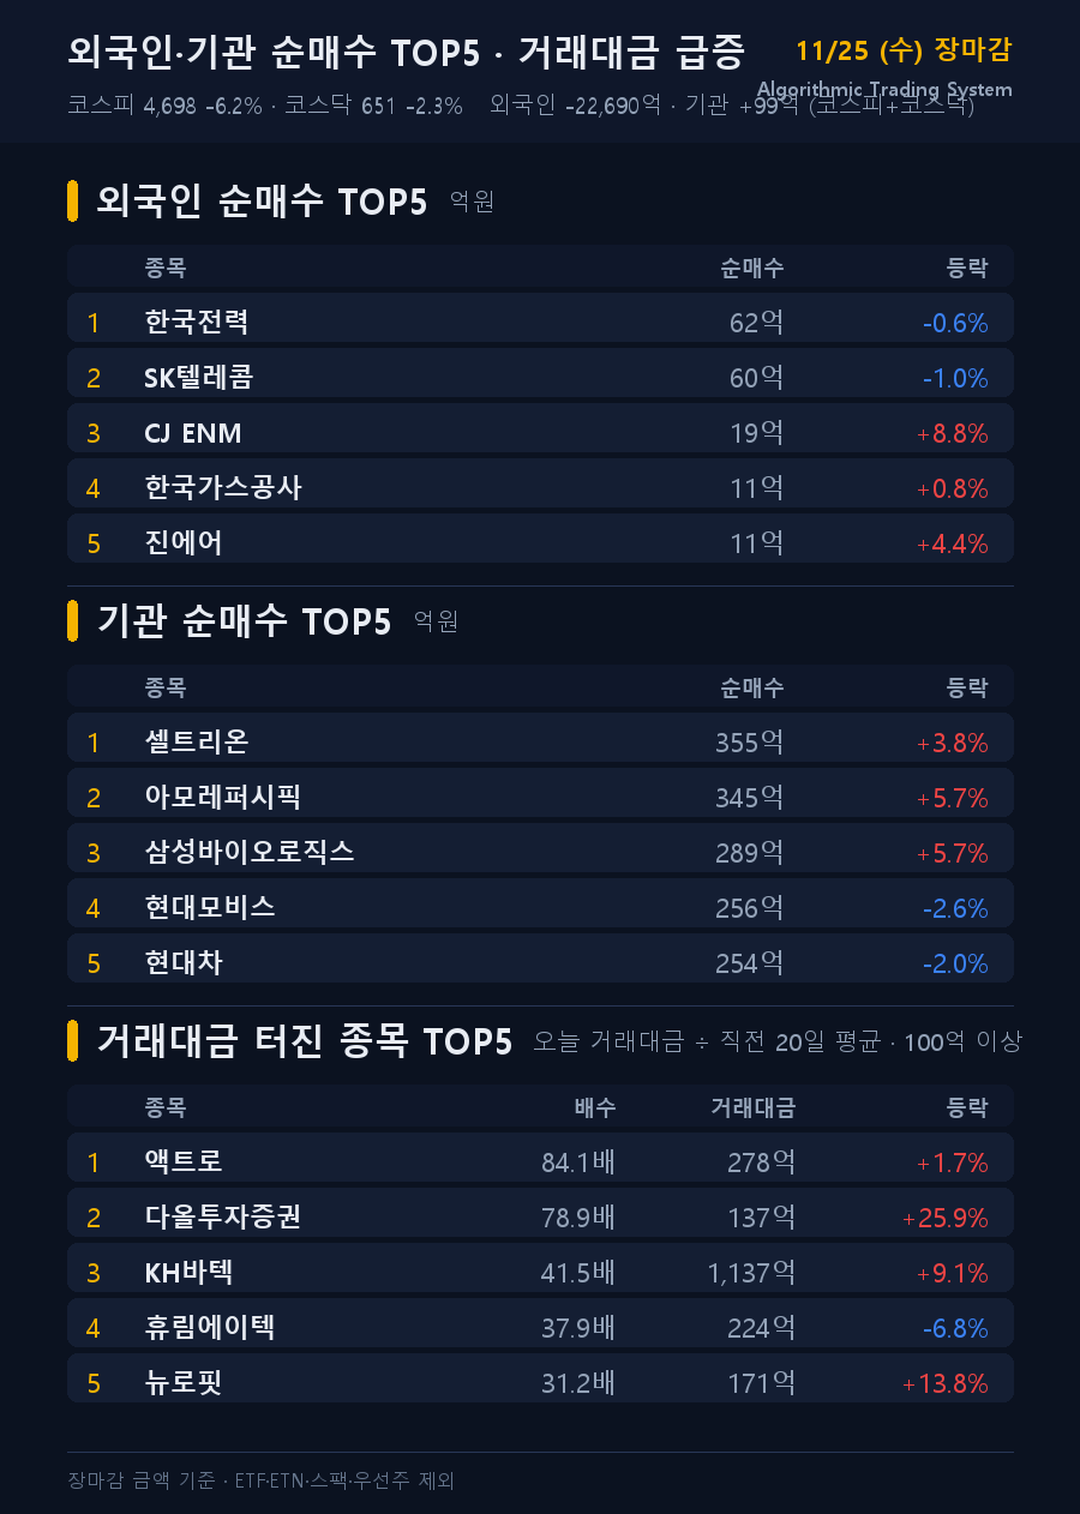 외국인·기관 순매수 TOP5 · 거래대금 급증
11/25 (수) 장마감
Algorithmic Trading System
코스피 4,698 -6.2% · 코스닥 651 -2.3% 외국인 -22,690억 · 기관 +99억 (코스피+코스닥)
외국인 순매수 TOP5 억원
종목 순매수 등락
1 한국전력 62억 -0.6%
2 SK텔레콤 60억 -1.0%
3 CJ ENM 19억 +8.8%
4 한국가스공사 11억 +0.8%
5 진에어 11억 +4.4%
기관 순매수 TOP5 억원
종목 순매수 등락
1 셀트리온 355억 +3.8%
2 아모레퍼시픽 345억 +5.7%
3 삼성바이오로직스 289억 +5.7%
4 현대모비스 256억 -2.6%
5 현대차 254억 -2.0%
거래대금 터진 종목 TOP5 오늘 거래대금 ÷ 직전 20일 평균 · 100억 이상
종목 배수 거래대금 등락
1 액트로 84.1배 278억 +1.7%
2 다올투자증권 78.9배 137억 +25.9%
3 KH바텍 41.5배 1,137억 +9.1%
4 휴림에이텍 37.9배 224억 -6.8%
5 뉴로핏 31.2배 171억 +13.8%
장마감 금액 기준 · ETF·ETN·스팩·우선주 제외